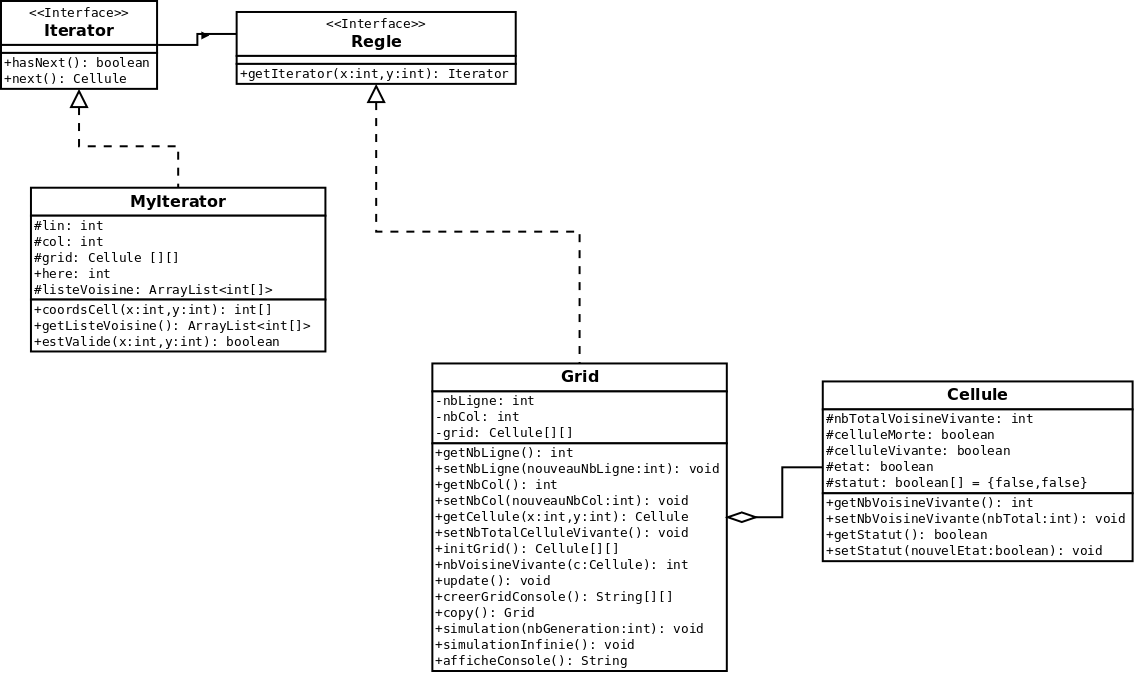 <<Interface>>
Iterator
+hasNext(): boolean
+next(): Cellule
<<Interface>>
Regle
+getIterator(x:int,y:int): Iterator
MyIterator
#lin: int
#col: int
#grid: Cellule [][]
+here: int
#listeVoisine: ArrayList<int[]>
+coordsCell(x:int,y:int): int[]
+getListeVoisine(): ArrayList<int[]>
+estValide(x:int,y:int): boolean
Grid
-nbLigne: int
-nbCol: int
-grid: Cellule[][]
+getNbLigne(): int
+setNbLigne(nouveauNbLigne:int): void
+getNbCol(): int
+setNbCol(nouveauNbCol:int): void
+getCellule(x:int,y:int): Cellule
+setNbTotalCelluleVivante(): void
+initGrid(): Cellule[][]
+nbVoisineVivante(c:Cellule): int
+update(): void
+creerGridConsole(): String[][]
+copy(): Grid
+simulation(nbGeneration:int): void
+simulationInfinie(): void
+afficheConsole(): String
Cellule
#nbTotalVoisineVivante: int
#celluleMorte: boolean
#celluleVivante: boolean
#etat: boolean
#statut: boolean[] = {false,false}
+getNbVoisineVivante(): int
+setNbVoisineVivante(nbTotal:int): void
+getStatut(): boolean
+setStatut(nouvelEtat:boolean): void